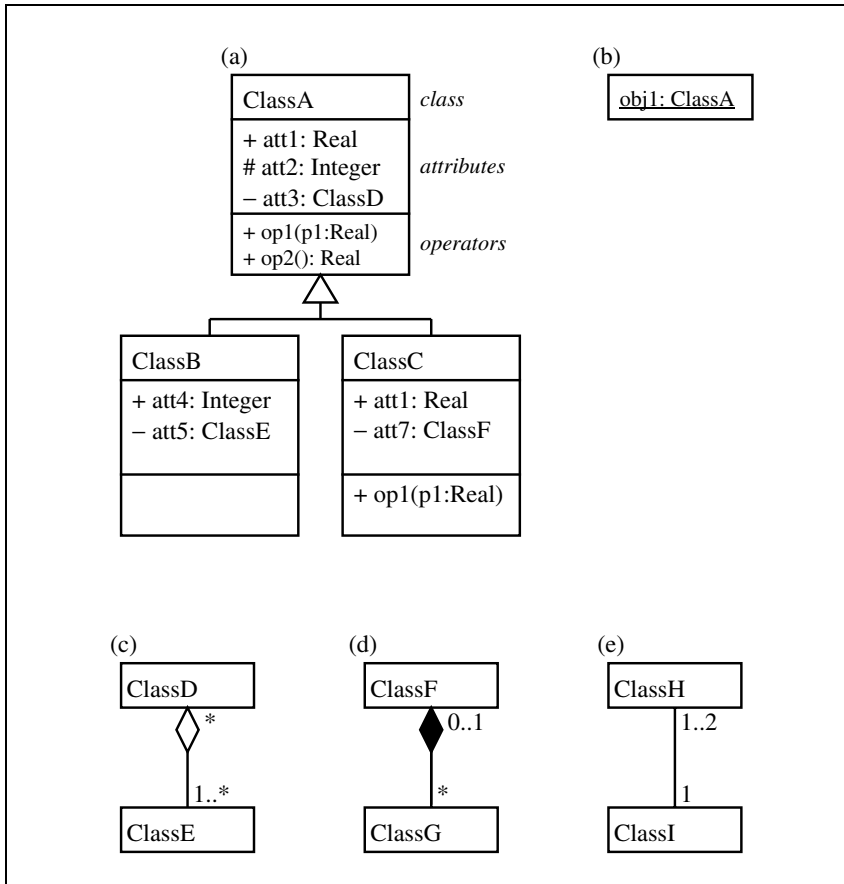 (a)
ClassA
class
+ att1: Real
# att2: Integer
− att3: ClassD
attributes
+ op1(p1:Real)
+ op2(): Real
operators
ClassB
+ att4: Integer
− att5: ClassE
ClassC
+ att1: Real
− att7: ClassF
+ op1(p1:Real)
(b)
obj1: ClassA
(c)
ClassD
*
1..*
ClassE
(d)
ClassF
0..1
*
ClassG
(e)
ClassH
1..2
1
ClassI